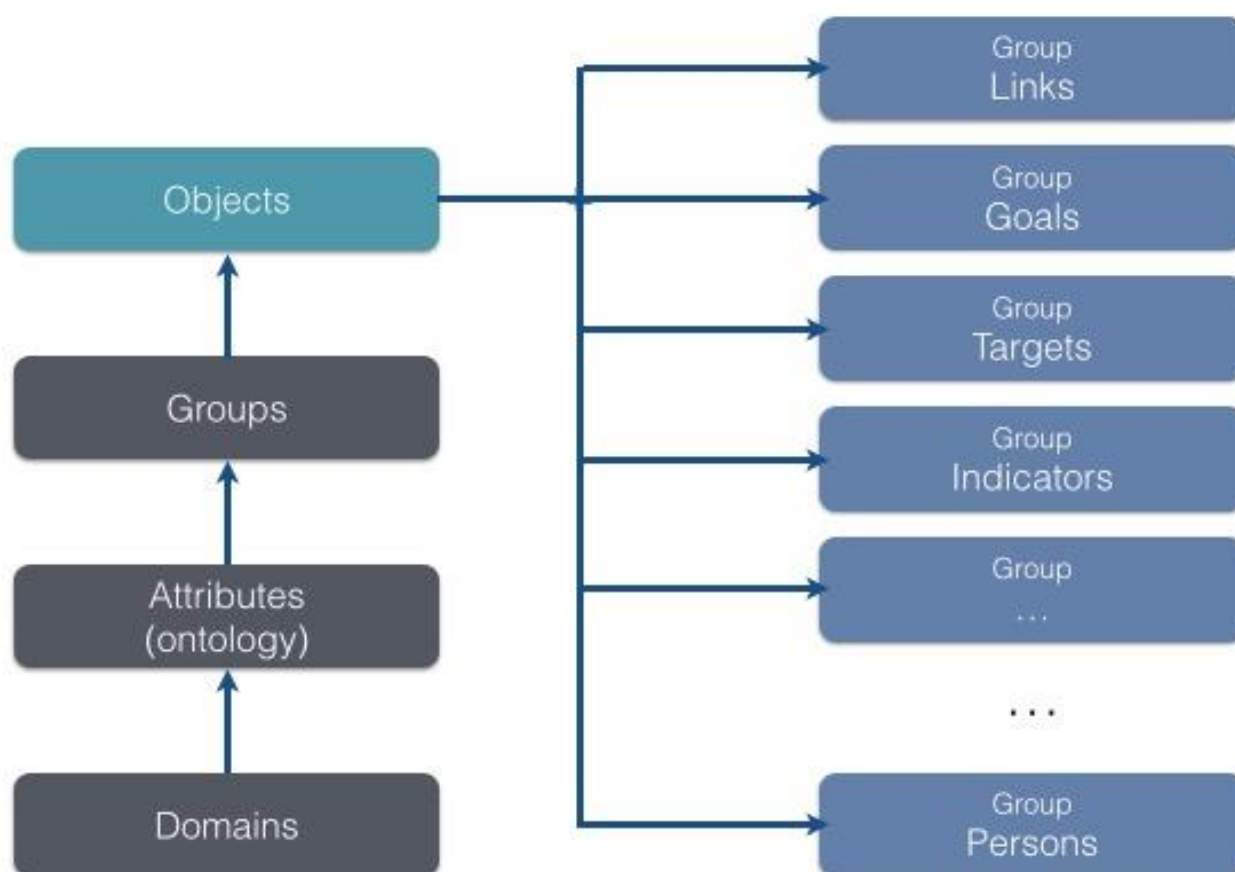 Objects
Groups
Attributes
(ontology)
Domains
Group
Links
Group
Goals
Group
Targets
Group
Indicators
Group
...
...
Group
Persons